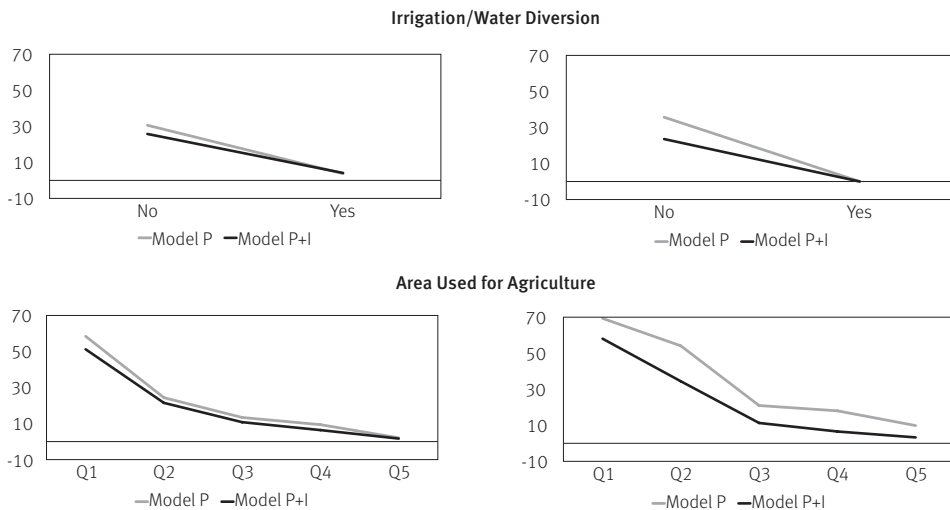 Irrigation/Water Diversion
70
50
30
10
-10
No Yes
Model P Model P+I
70
50
30
10
-10
No Yes
Model P Model P+I
Area Used for Agriculture
70
50
30
10
-10
Q1 Q2 Q3 Q4 Q5
Model P Model P+I
70
50
30
10
-10
Q1 Q2 Q3 Q4 Q5
Model P Model P+I